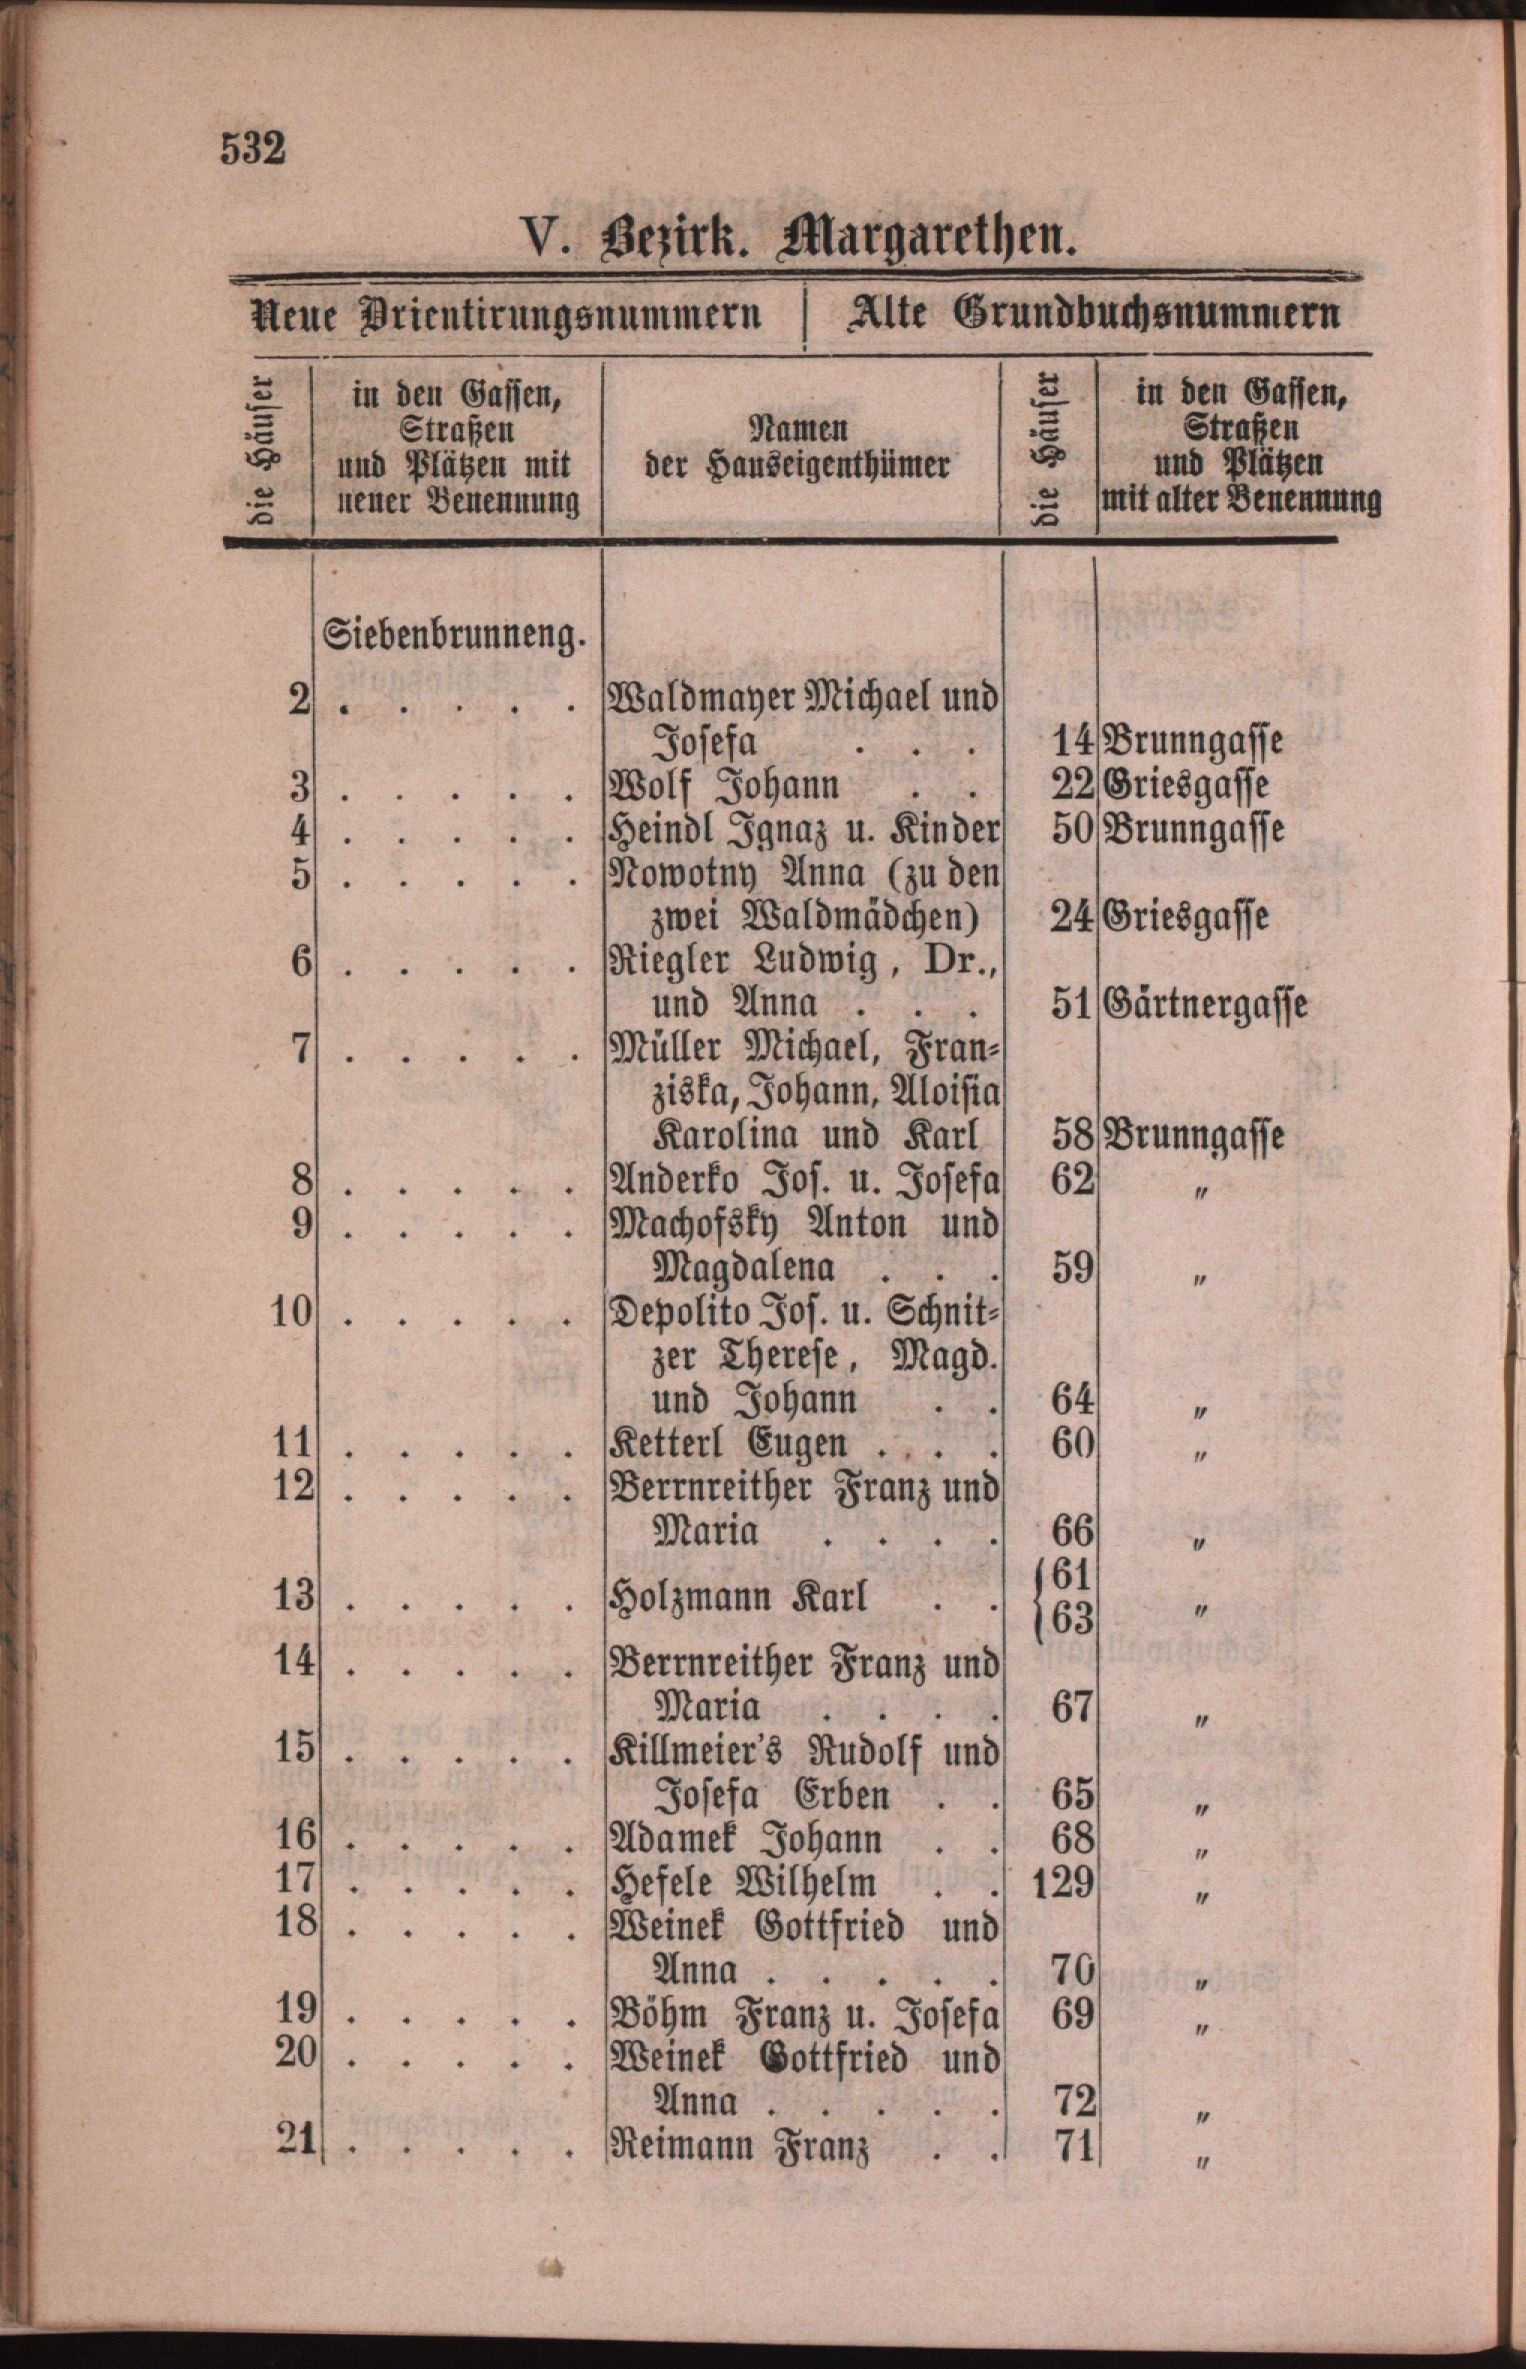 532
V. Bezirk. Margarethen.
Neue Orientirungsnummern Alte Grundbuchsnummern
die Häuser
in den Gassen,
Straßen
und Plätzen mit
neuer Benennung
Namen
der Hauseigenthümer
die Häuser
in den Gassen,
Straßen
und Plätzen
mit alter Benennung
Siebenbrunneng.
2 . . . . . Waldmayer Michael und
Josefa . . . 14 Brunngasse
3 . . . . . Wolf Johann . . 22 Griesgasse
4 . . . . . Heindl Ignaz u. Kinder 50 Brunngasse
5 . . . . . Nowotny Anna (zu den
zwei Waldmädchen) 24 Griesgasse
6 . . . . . Riegler Ludwig, Dr.,
und Anna . . . 51 Gärtnergasse
7 . . . . . Müller Michael, Fran-
ziska, Johann, Aloisia
Karolina und Karl 58 Brunngasse
8 . . . . . Anderko Jos. u. Josefa 62 "
9 . . . . . Machofsky Anton und
Magdalena . . . 59 "
10 . . . . . Depolito Jos. u. Schnit-
zer Therese, Magd.
und Johann . . 64 "
11 . . . . . Ketterl Eugen . . . 60 "
12 . . . . . Berrnreither Franz und
Maria . . . . 66 "
13 . . . . . Holzmann Karl . . {61
{63 "
14 . . . . . Berrnreither Franz und
Maria . . . . 67 "
15 . . . . . Killmeier's Rudolf und
Josefa Erben . . 65 "
16 . . . . . Adamek Johann . . 68 "
17 . . . . . Hefele Wilhelm . . 129 "
18 . . . . . Weinek Gottfried und
Anna . . . . . 70 "
19 . . . . . Böhm Franz u. Josefa 69 "
20 . . . . . Weinek Gottfried und
Anna . . . . . 72 "
21 . . . . . Reimann Franz . . 71 "